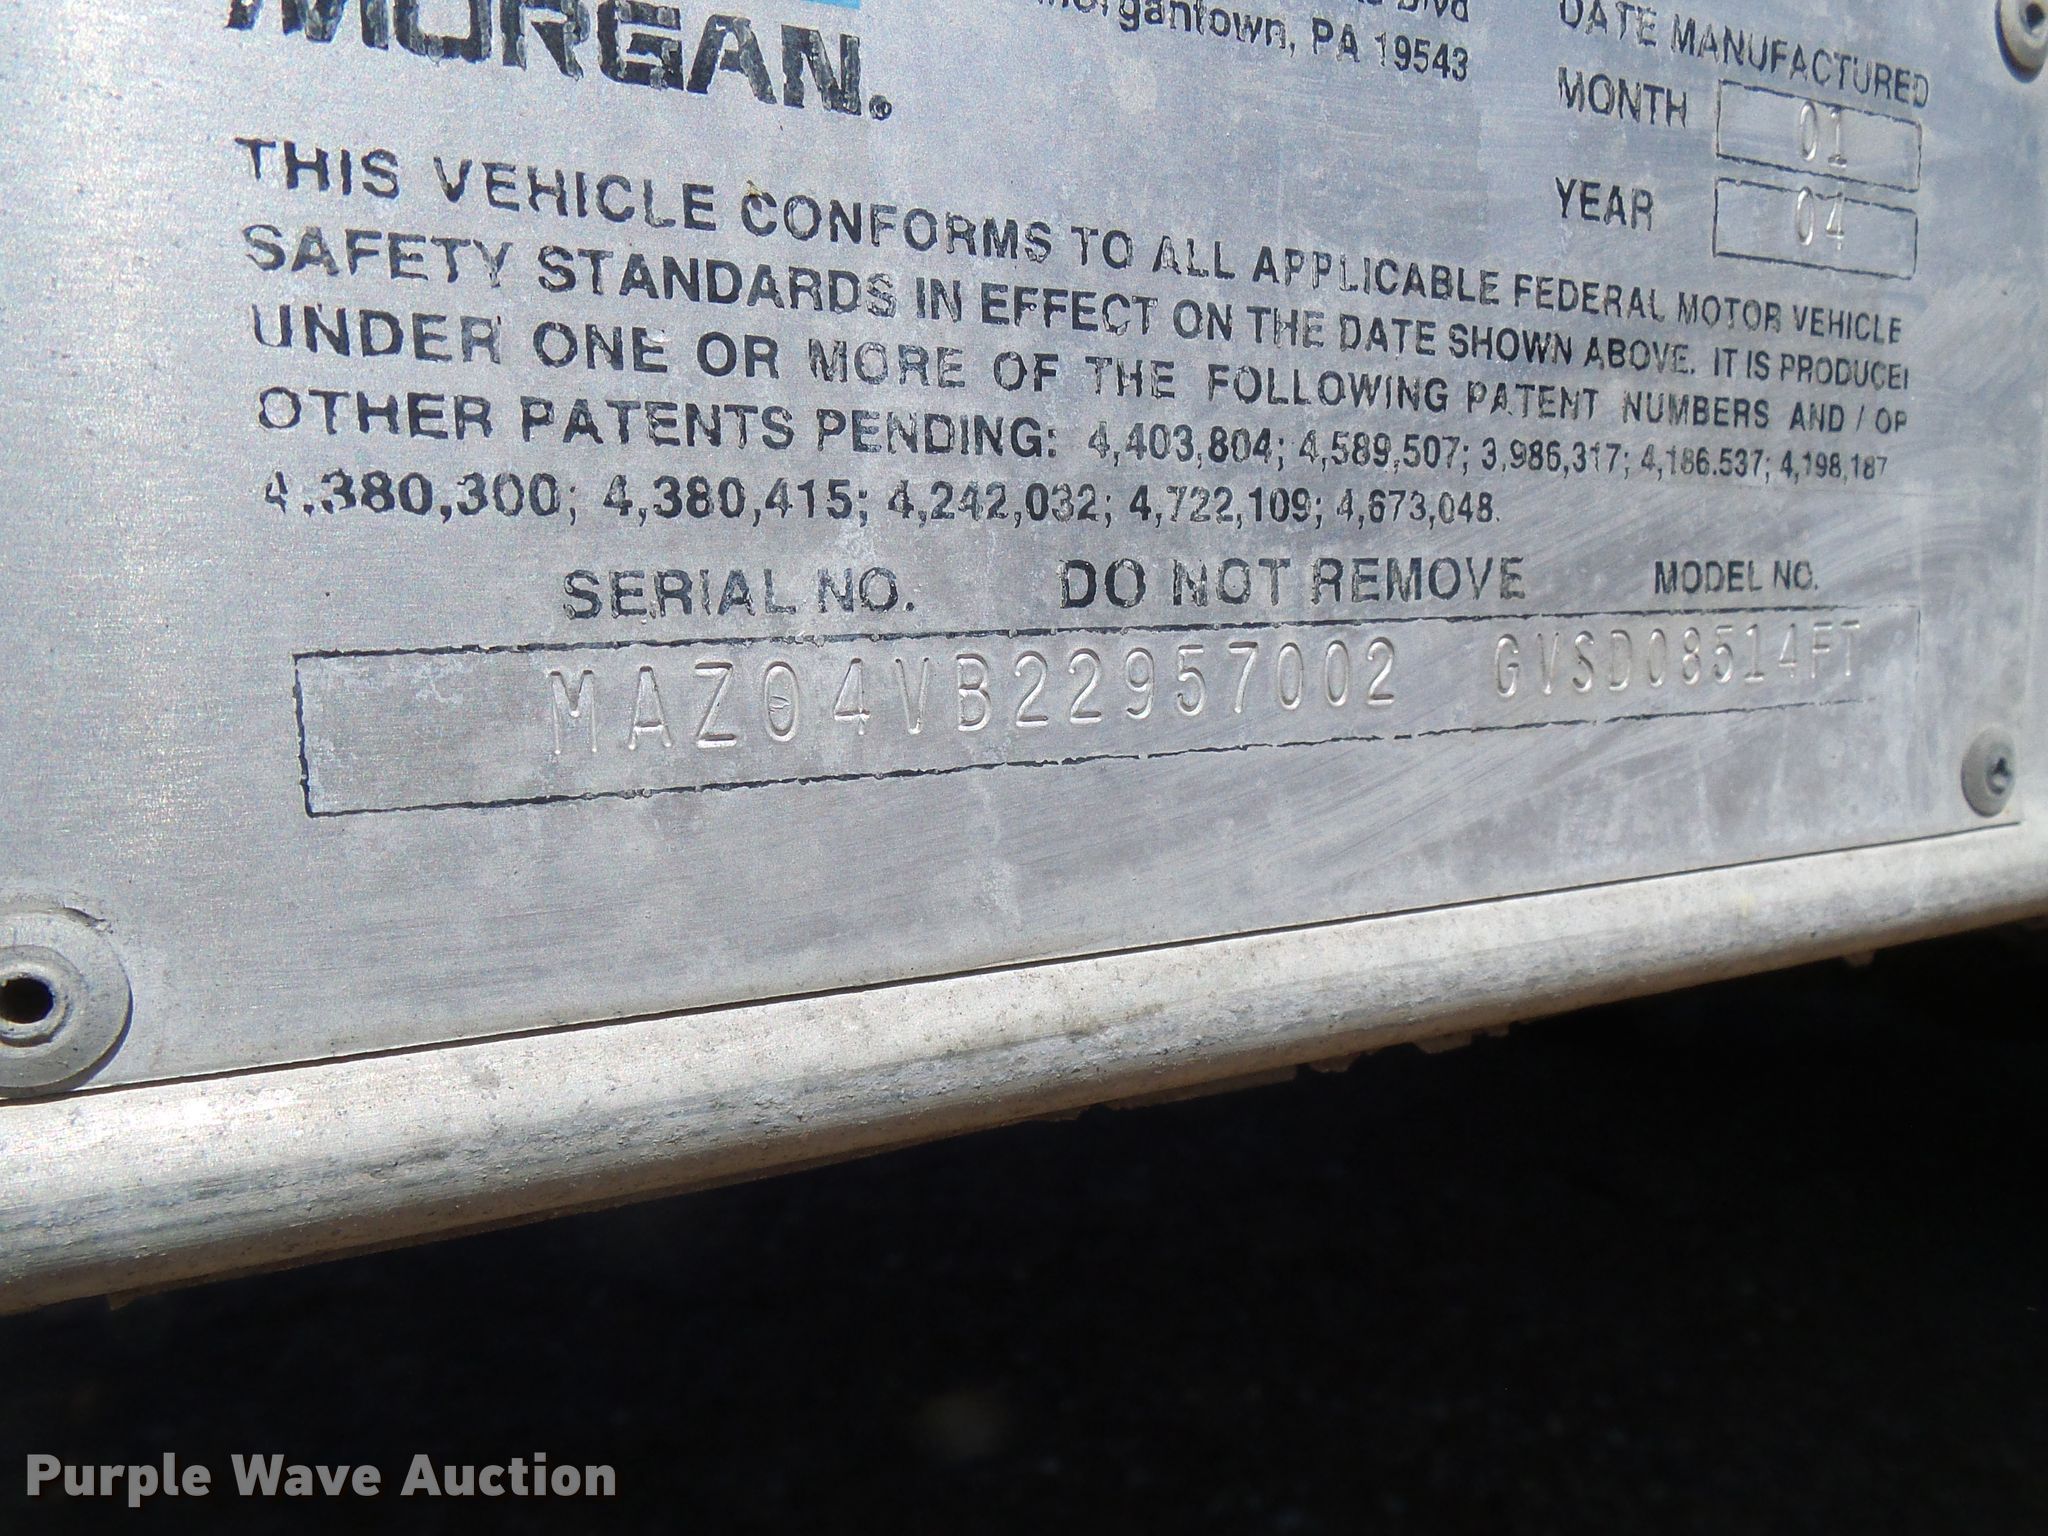 MORGAN.
Blvd
Morgantown, PA 19543
DATE MANUFACTURED
MONTH 01
YEAR 04
THIS VEHICLE CONFORMS TO ALL APPLICABLE FEDERAL MOTOR VEHICLE
SAFETY STANDARDS IN EFFECT ON THE DATE SHOWN ABOVE. IT IS PRODUCE
UNDER ONE OR MORE OF THE FOLLOWING PATENT NUMBERS AND / OR
OTHER PATENTS PENDING: 4,403,804; 4,589,507; 3,986,317; 4,186.537; 4,198,187
4,380,300; 4,380,415; 4,242,032; 4,722,109; 4,673,048.
SERIAL NO. DO NOT REMOVE MODEL NO.
MAZ04VB22957002 GVSD08514FT
Purple Wave Auction